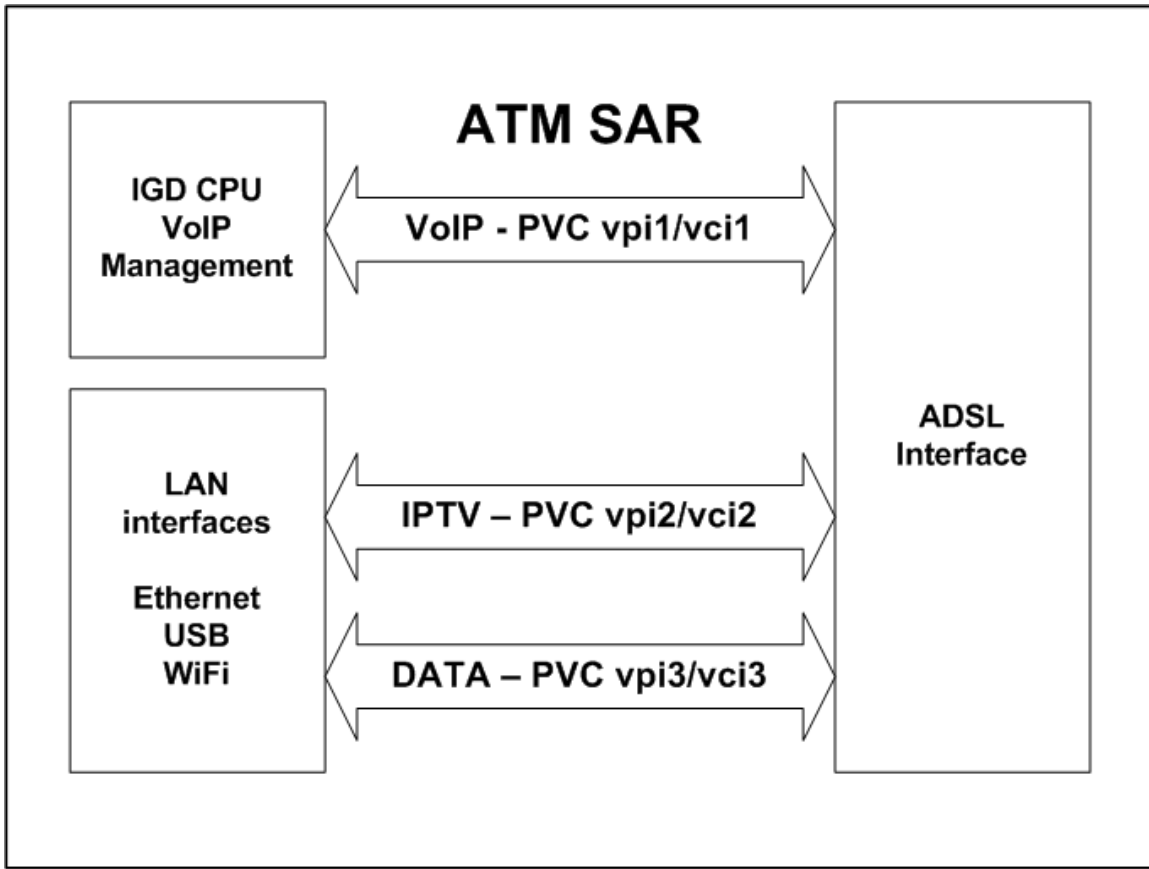 ATM SAR
IGD CPU
VoIP
Management
VoIP - PVC vpi1/vci1
ADSL
Interface
LAN
interfaces
Ethernet
USB
WiFi
IPTV – PVC vpi2/vci2
DATA – PVC vpi3/vci3